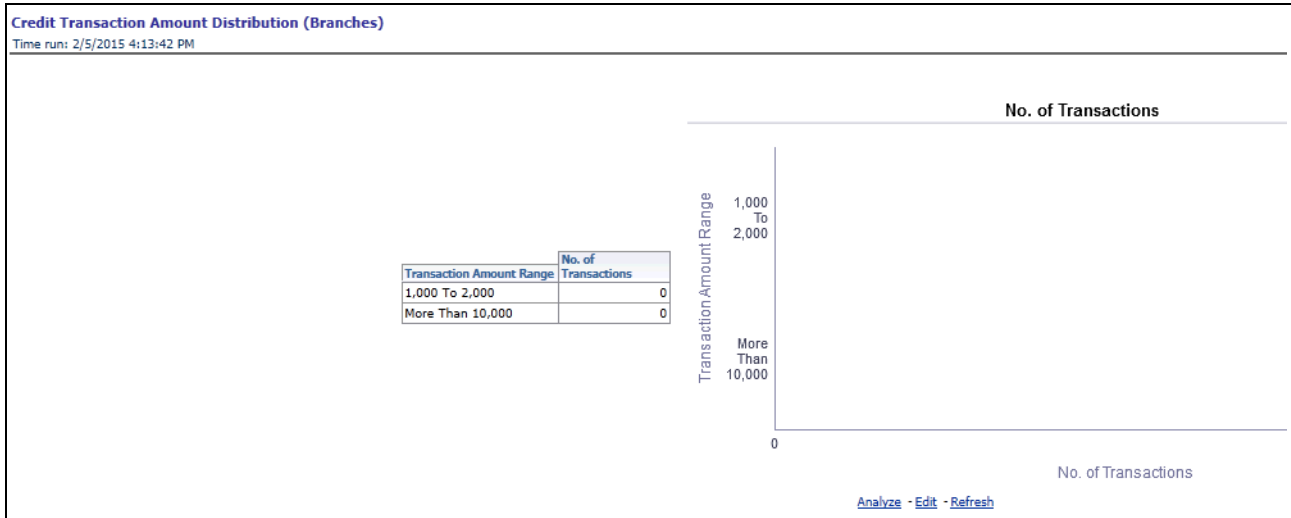 Credit Transaction Amount Distribution (Branches)
Time run: 2/5/2015 4:13:42 PM
No. of Transactions
Transaction Amount Range
No. of
Transactions
1,000 To 2,000
0
More Than 10,000
0
Transaction Amount Range
1,000
To
2,000
More
Than
10,000
0
No. of Transactions
Analyze - Edit - Refresh